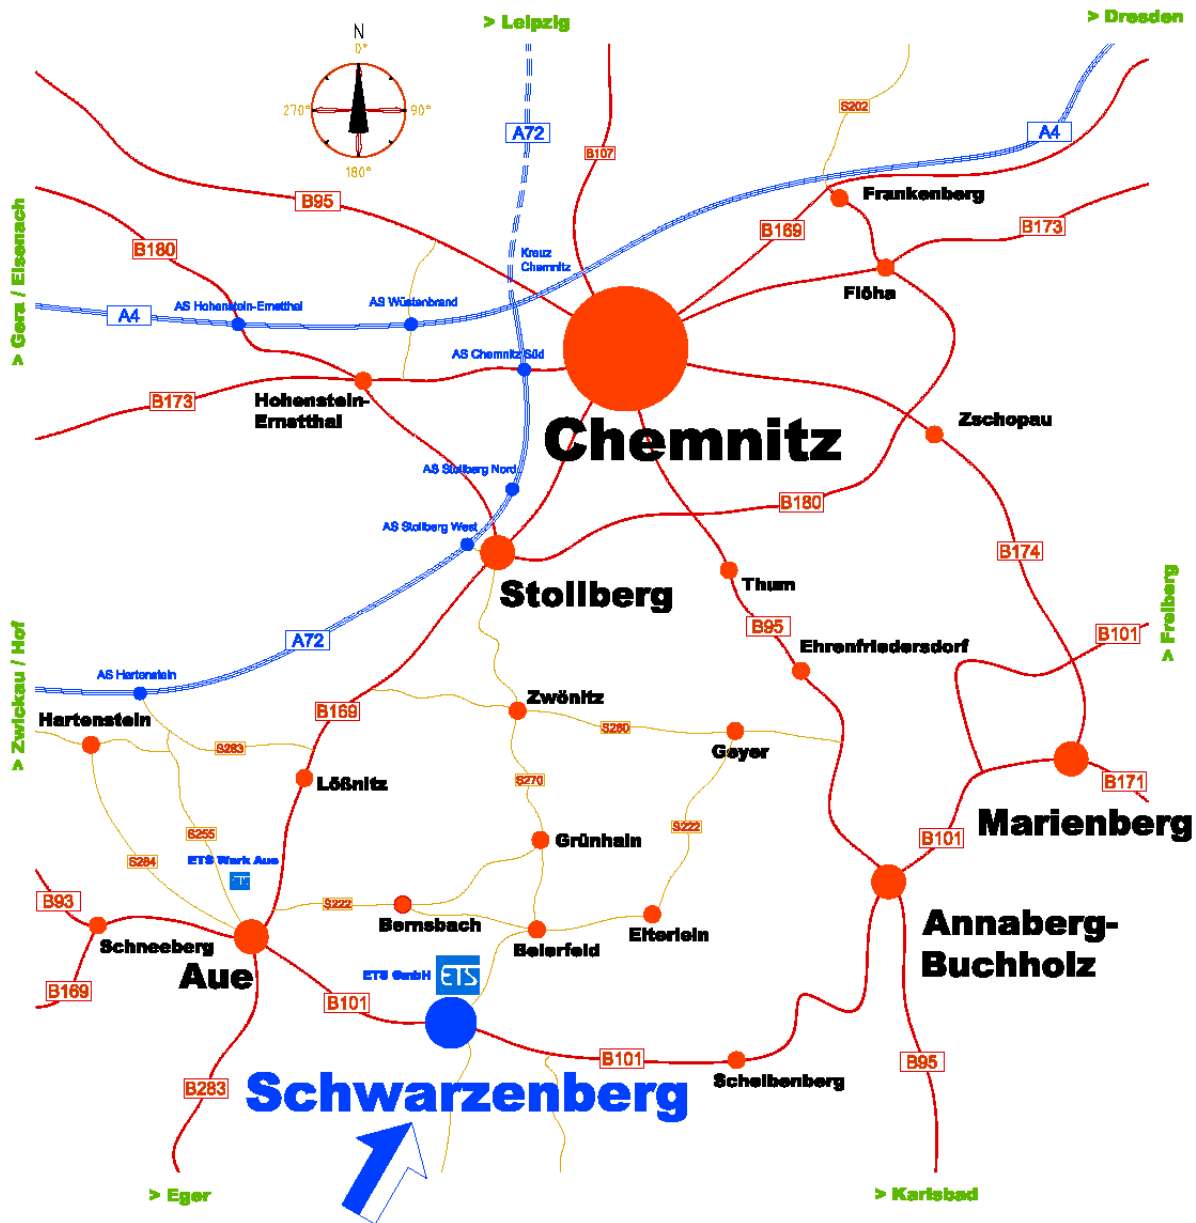 > Leipzig
> Dresden
N
0°
270°
90°
180°
A72
B107
S202
A4
B95
Frankenberg
B169
B173
B180
Kreuz
Chemnitz
> Gera / Eisenach
Flöha
AS Hohenstein-Ernstthal
AS Wüstenbrand
A4
AS Chemnitz Süd
B173
Hohenstein-
Ernstthal
Chemnitz
Zschopau
AS Stollberg Nord
B180
AS Stollberg West
B174
Stollberg
Thum
B95
B101
> Freiberg
A72
Ehrenfriedersdorf
> Zwickau / Hof
AS Hartenstein
Zwönitz
B169
Hartenstein
S283
S260
Geyer
Lößnitz
S270
B171
Marienberg
S255
S222
B101
Grünhain
S284
ETS Werk Aue
ETS
B93
S222
Bernsbach
Schneeberg
Beierfeld
Elterlein
Annaberg-
Buchholz
Aue
ETS GmbH
ETS
B169
B101
B101
Scheibenberg
B95
B283
Schwarzenberg
> Eger
> Karlsbad